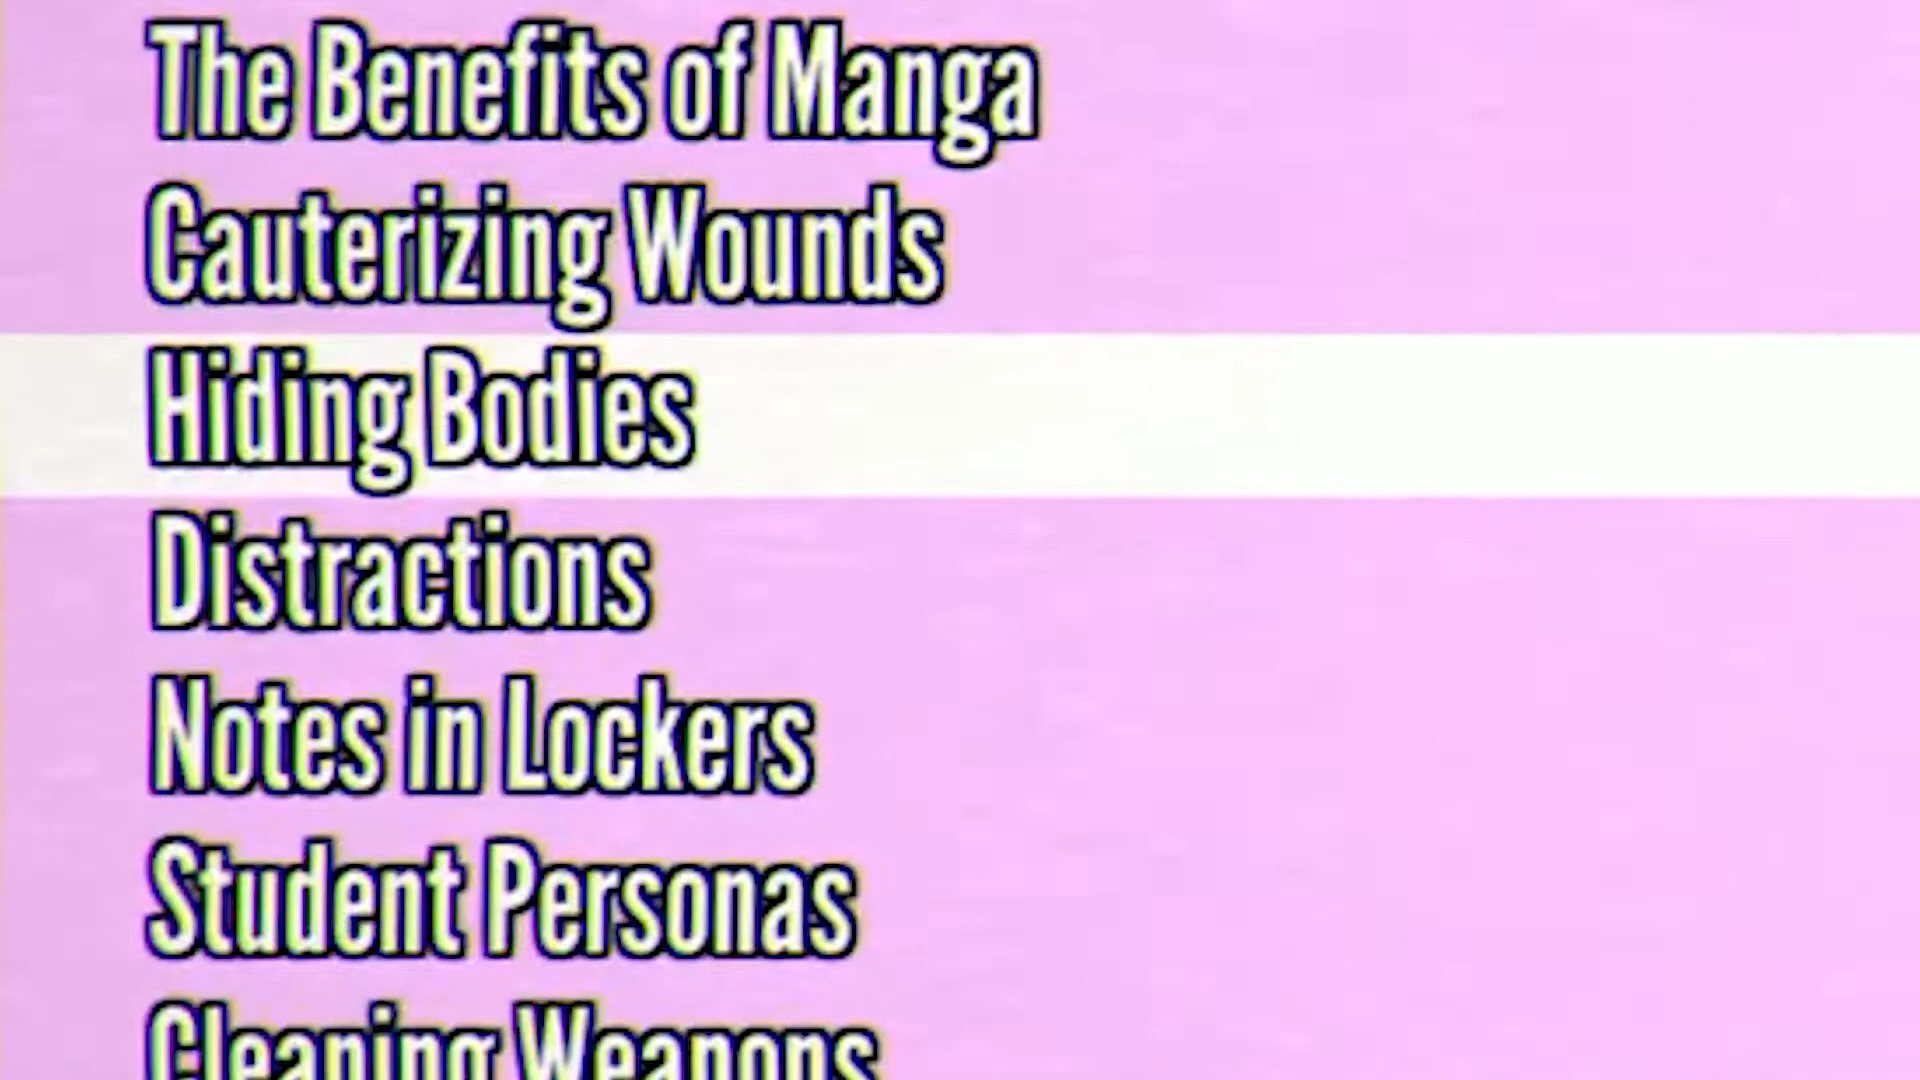 The Benefits of Manga
Cauterizing Wounds
Hiding Bodies
Distractions
Notes in Lockers
Student Personas
Cleaning Weapons